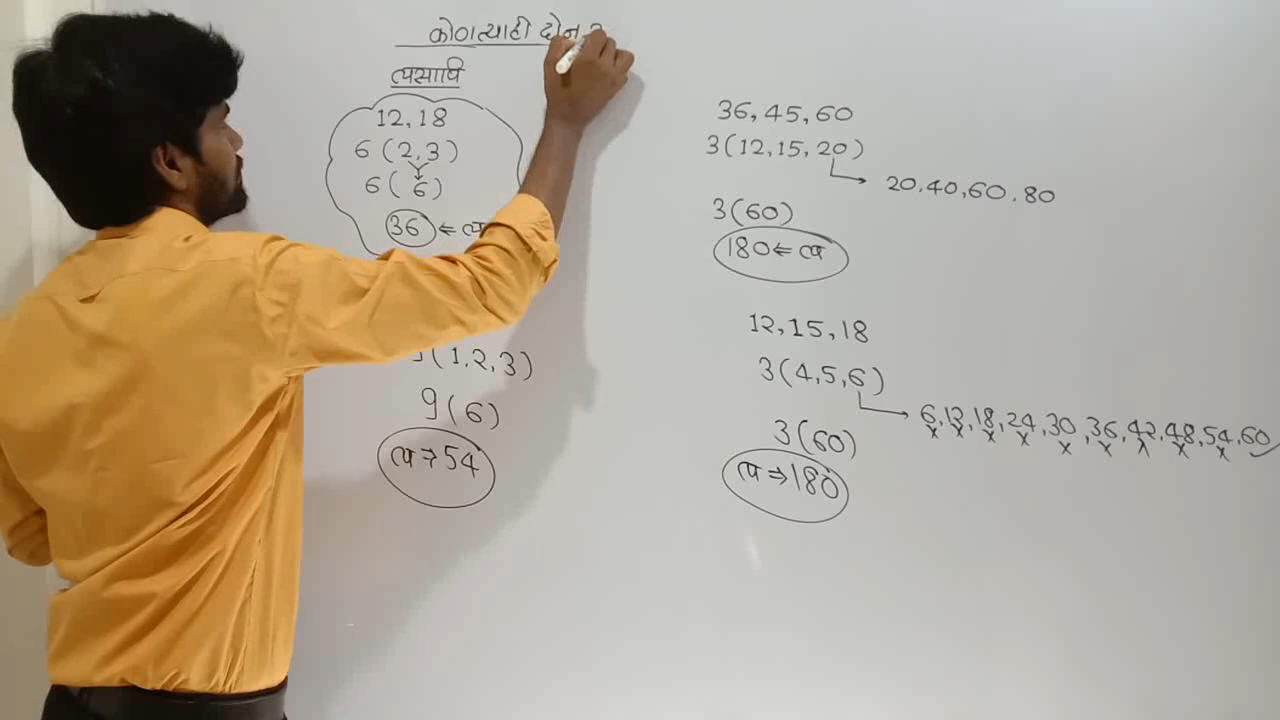 कोणत्याही दोन
लसावि
12, 18
6 (2, 3)
6 ( 6)
36 ⇐ ल
(1, 2, 3)
9 (6)
ल ⇒ 54
36, 45, 60
3 (12, 15, 20)
20, 40, 60, 80
3 (60)
180 ⇐ ल
12, 15, 18
3 (4, 5, 6)
6, 12, 18, 24, 30, 36, 42, 48, 54, 60 ✓
x x x x x x x x x
3 (60)
ल ⇒ 180